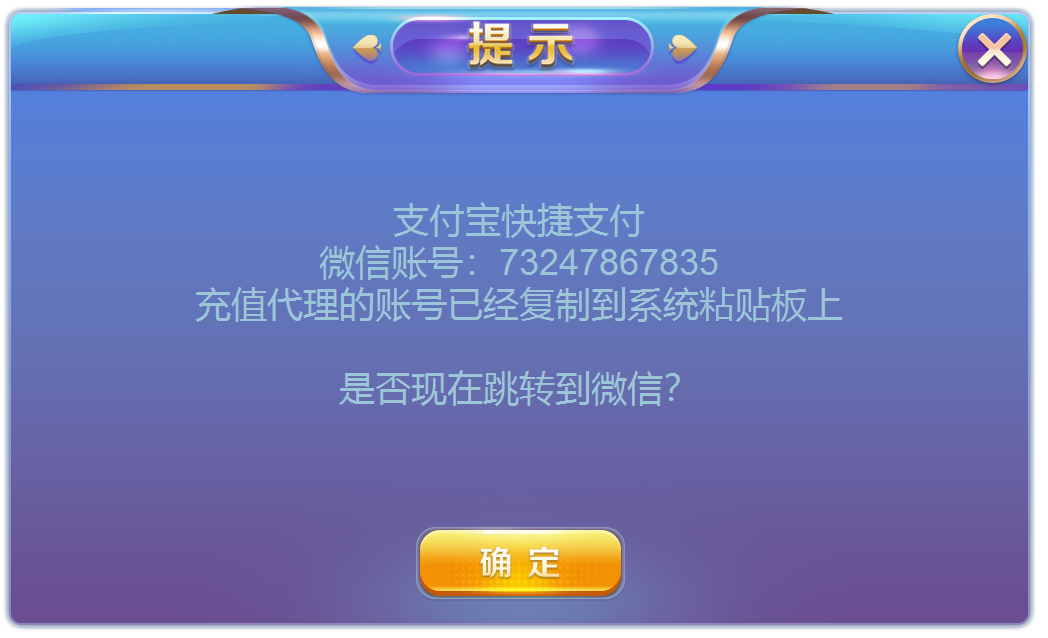 提示
支付宝快捷支付
微信账号：73247867835
充值代理的账号已经复制到系统粘贴板上
是否现在跳转到微信？
确定